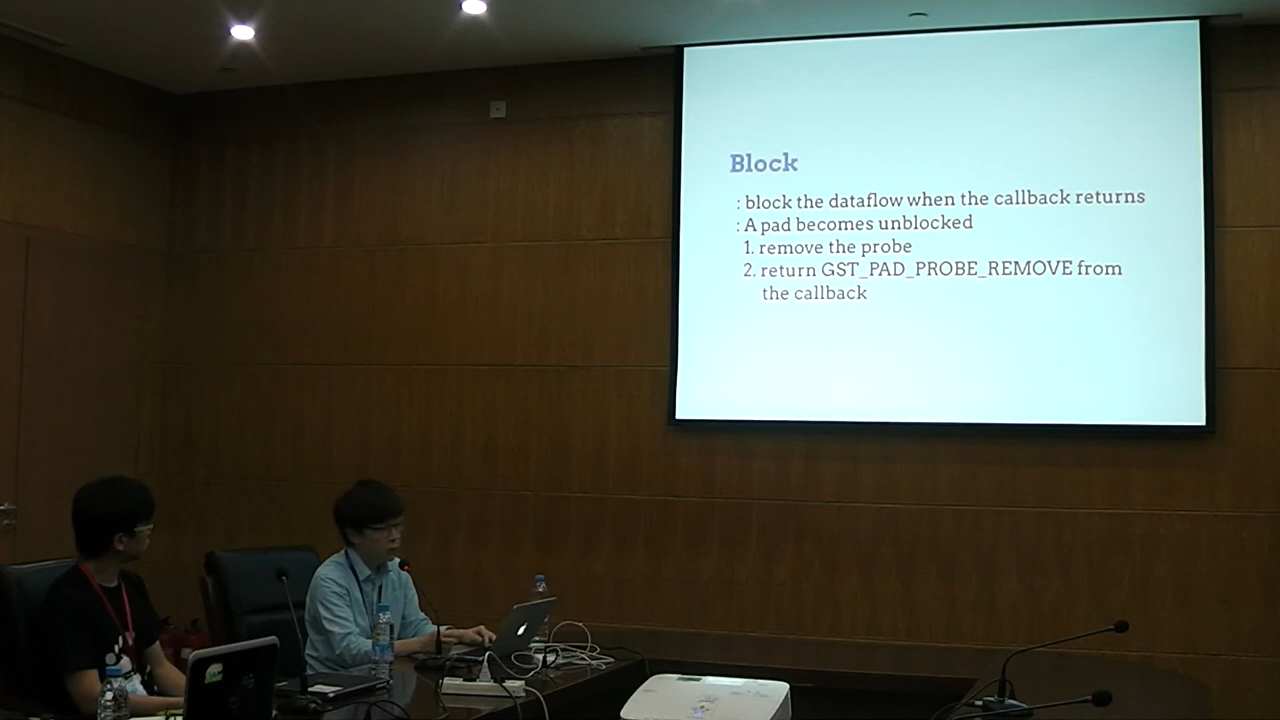 Block
: block the dataflow when the callback returns
: A pad becomes unblocked
1. remove the probe
2. return GST_PAD_PROBE_REMOVE from
the callback